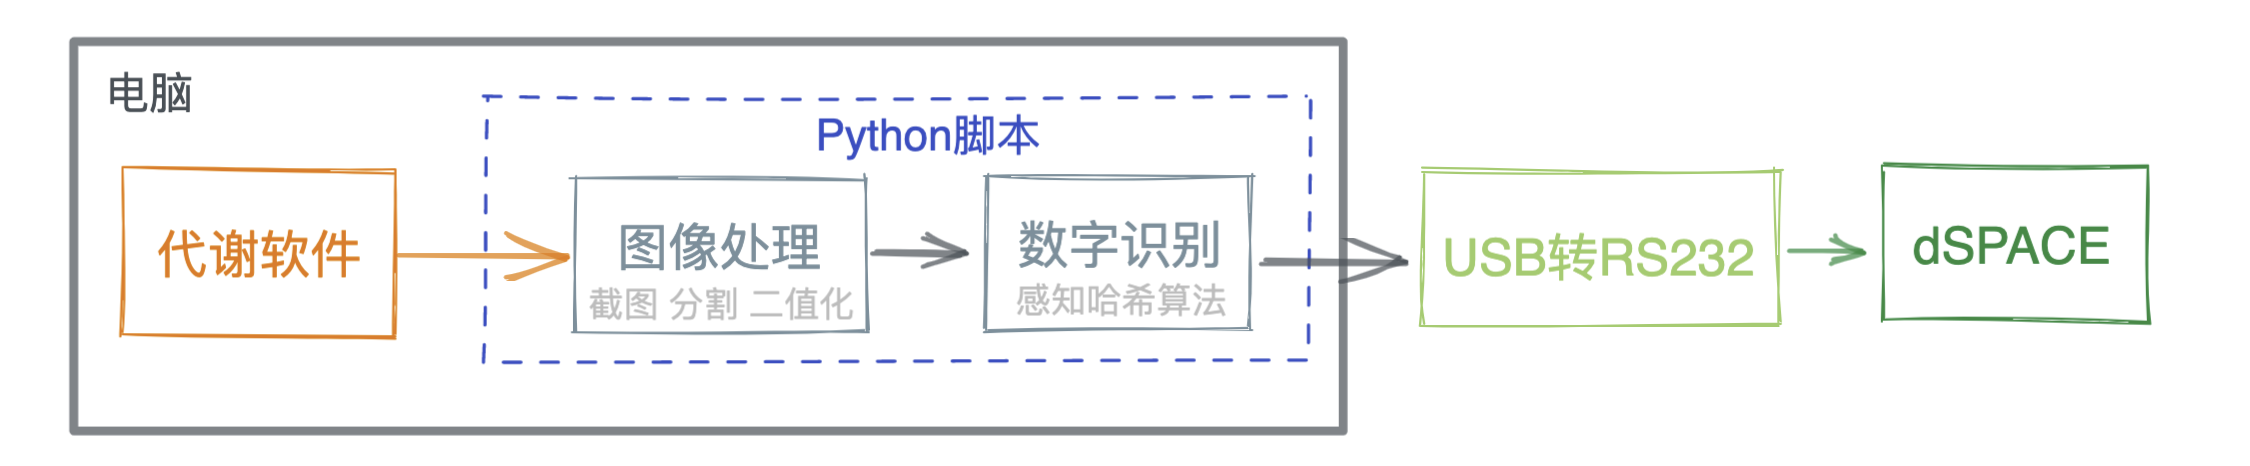 电脑
Python脚本
代谢软件
图像处理
截图 分割 二值化
数字识别
感知哈希算法
USB转RS232
dSPACE